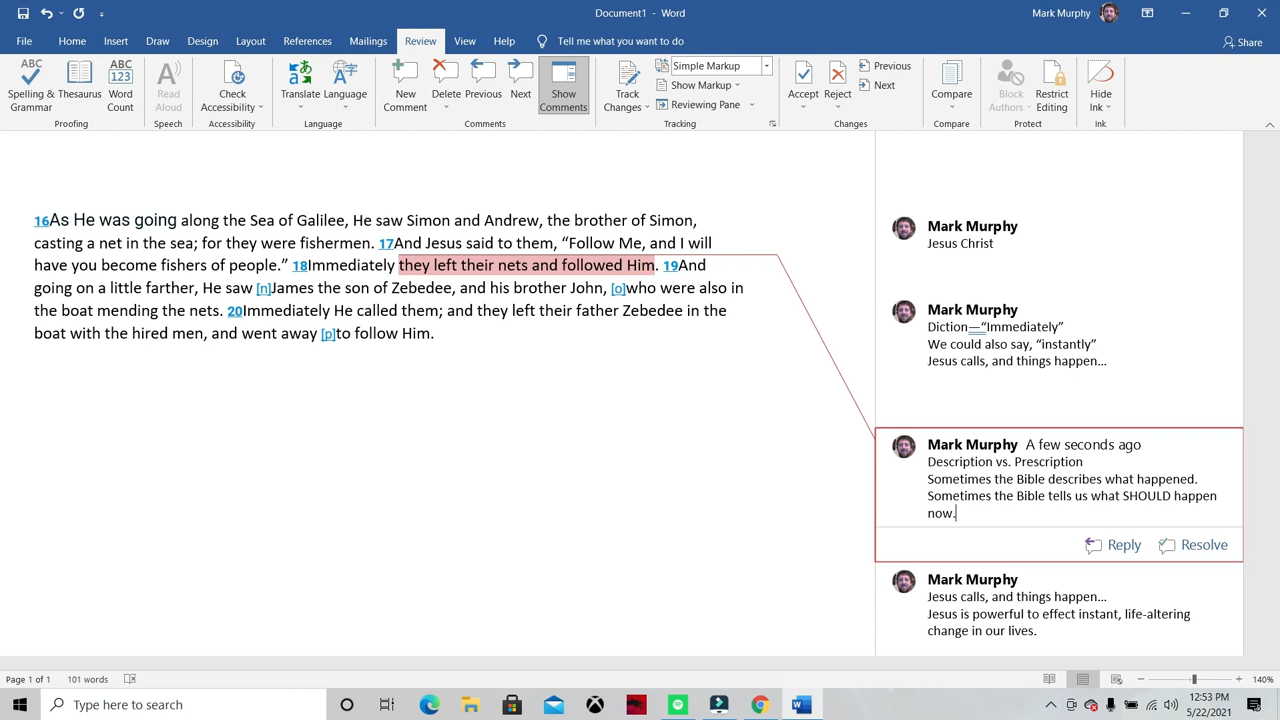 Document1 - Word
Mark Murphy
File Home Insert Draw Design Layout References Mailings Review View Help Tell me what you want to do
Share
Spelling & Grammar
Thesaurus
Word Count
Read Aloud
Check Accessibility
Translate
Language
New Comment
Delete
Previous
Next
Show Comments
Track Changes
Simple Markup
Show Markup
Reviewing Pane
Accept
Reject
Previous
Next
Compare
Block Authors
Restrict Editing
Hide Ink
Proofing Speech Accessibility Language Comments Tracking Changes Compare Protect Ink
16As He was going along the Sea of Galilee, He saw Simon and Andrew, the brother of Simon,
casting a net in the sea; for they were fishermen. 17And Jesus said to them, “Follow Me, and I will
have you become fishers of people.” 18Immediately they left their nets and followed Him. 19And
going on a little farther, He saw [n]James the son of Zebedee, and his brother John, [o]who were also in
the boat mending the nets. 20Immediately He called them; and they left their father Zebedee in the
boat with the hired men, and went away [p]to follow Him.
Mark Murphy
Jesus Christ
Mark Murphy
Diction—“Immediately”
We could also say, “instantly”
Jesus calls, and things happen...
Mark Murphy A few seconds ago
Description vs. Prescription
Sometimes the Bible describes what happened.
Sometimes the Bible tells us what SHOULD happen
now.
Reply Resolve
Mark Murphy
Jesus calls, and things happen...
Jesus is powerful to effect instant, life-altering
change in our lives.
Page 1 of 1 101 words
140%
Type here to search
12:53 PM
5/22/2021